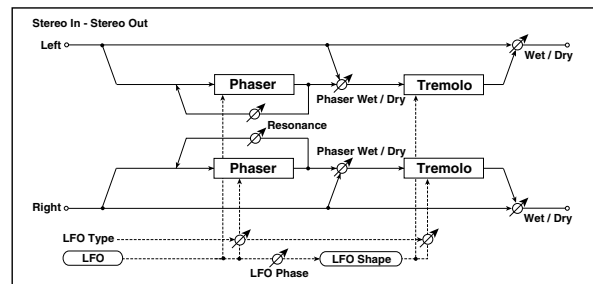 Stereo In - Stereo Out
Left
Wet / Dry
Phaser
Tremolo
Phaser Wet / Dry
Resonance
Phaser Wet / Dry
Phaser
Tremolo
Right
Wet / Dry
LFO Type
LFO
LFO Phase
LFO Shape